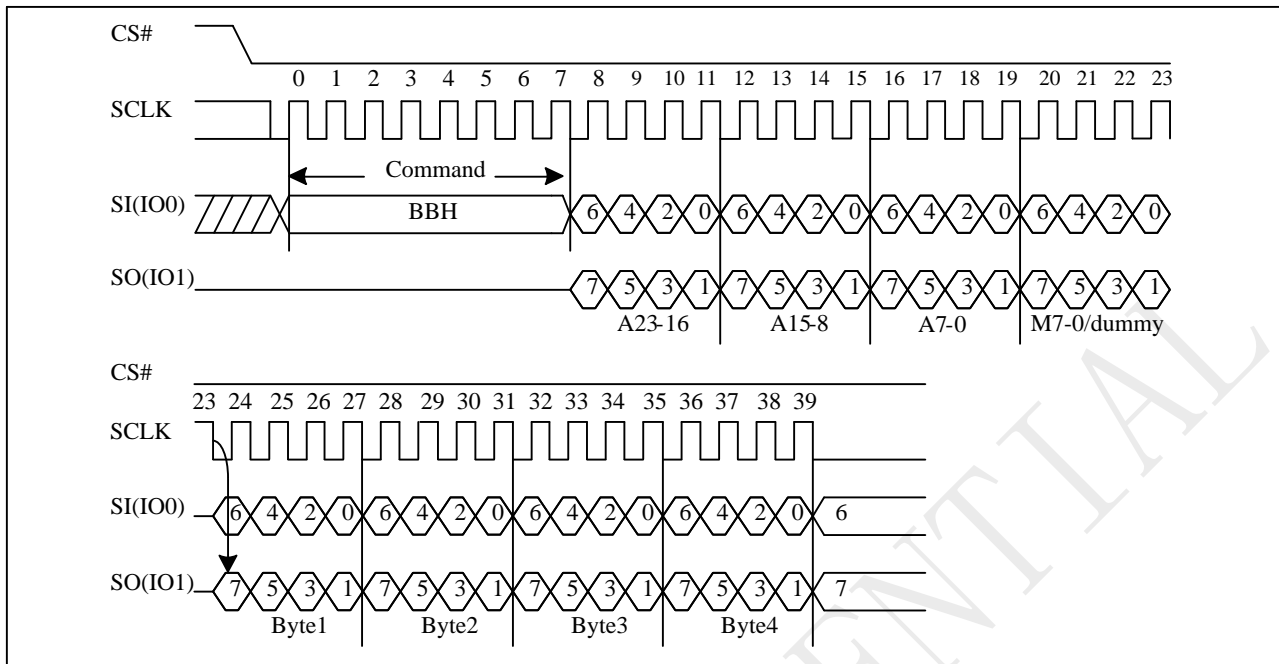 CS#
0 1 2 3 4 5 6 7 8 9 10 11 12 13 14 15 16 17 18 19 20 21 22 23
SCLK
Command
SI(IO0) BBH 6 4 2 0 6 4 2 0 6 4 2 0 6 4 2 0
SO(IO1) 7 5 3 1 7 5 3 1 7 5 3 1 7 5 3 1
A23-16 A15-8 A7-0 M7-0/dummy
CS#
23 24 25 26 27 28 29 30 31 32 33 34 35 36 37 38 39
SCLK
SI(IO0) 6 4 2 0 6 4 2 0 6 4 2 0 6 4 2 0 6
SO(IO1) 7 5 3 1 7 5 3 1 7 5 3 1 7 5 3 1 7
Byte1 Byte2 Byte3 Byte4
ENTIAL